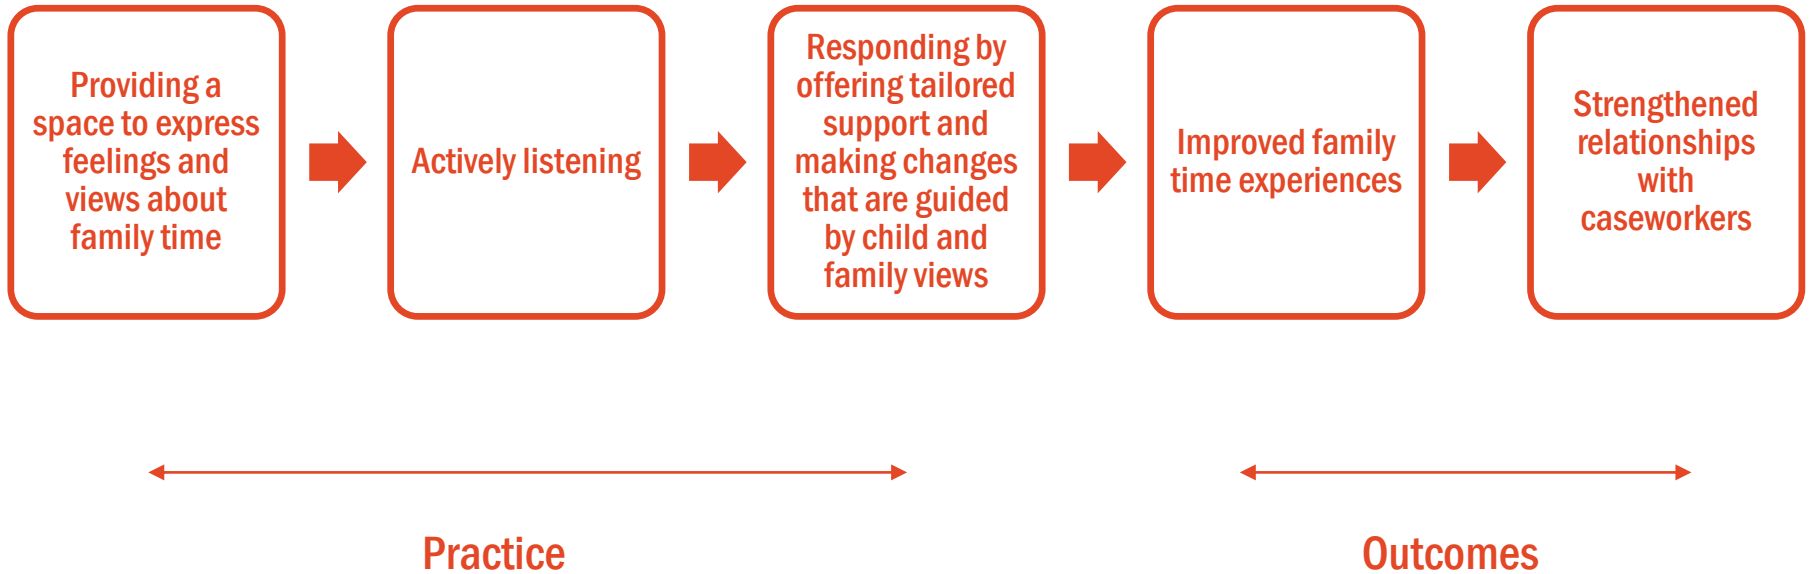 Providing a
space to express
feelings and
views about
family time
Actively listening
Responding by
offering tailored
support and
making changes
that are guided
by child and
family views
Improved family
time experiences
Strengthened
relationships
with
caseworkers
Practice
Outcomes